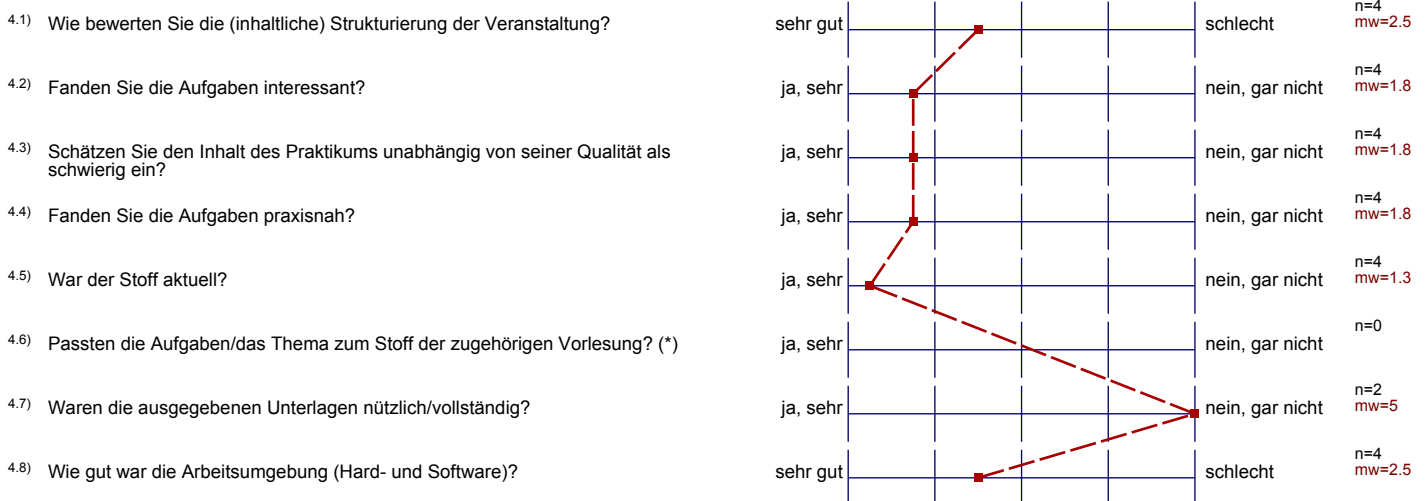 4.1) Wie bewerten Sie die (inhaltliche) Strukturierung der Veranstaltung? sehr gut schlecht n=4
mw=2.5
4.2) Fanden Sie die Aufgaben interessant? ja, sehr nein, gar nicht n=4
mw=1.8
4.3) Schätzen Sie den Inhalt des Praktikums unabhängig von seiner Qualität als
schwierig ein? ja, sehr nein, gar nicht n=4
mw=1.8
4.4) Fanden Sie die Aufgaben praxisnah? ja, sehr nein, gar nicht n=4
mw=1.8
4.5) War der Stoff aktuell? ja, sehr nein, gar nicht n=4
mw=1.3
4.6) Passten die Aufgaben/das Thema zum Stoff der zugehörigen Vorlesung? (*) ja, sehr nein, gar nicht n=0
4.7) Waren die ausgegebenen Unterlagen nützlich/vollständig? ja, sehr nein, gar nicht n=2
mw=5
4.8) Wie gut war die Arbeitsumgebung (Hard- und Software)? sehr gut schlecht n=4
mw=2.5